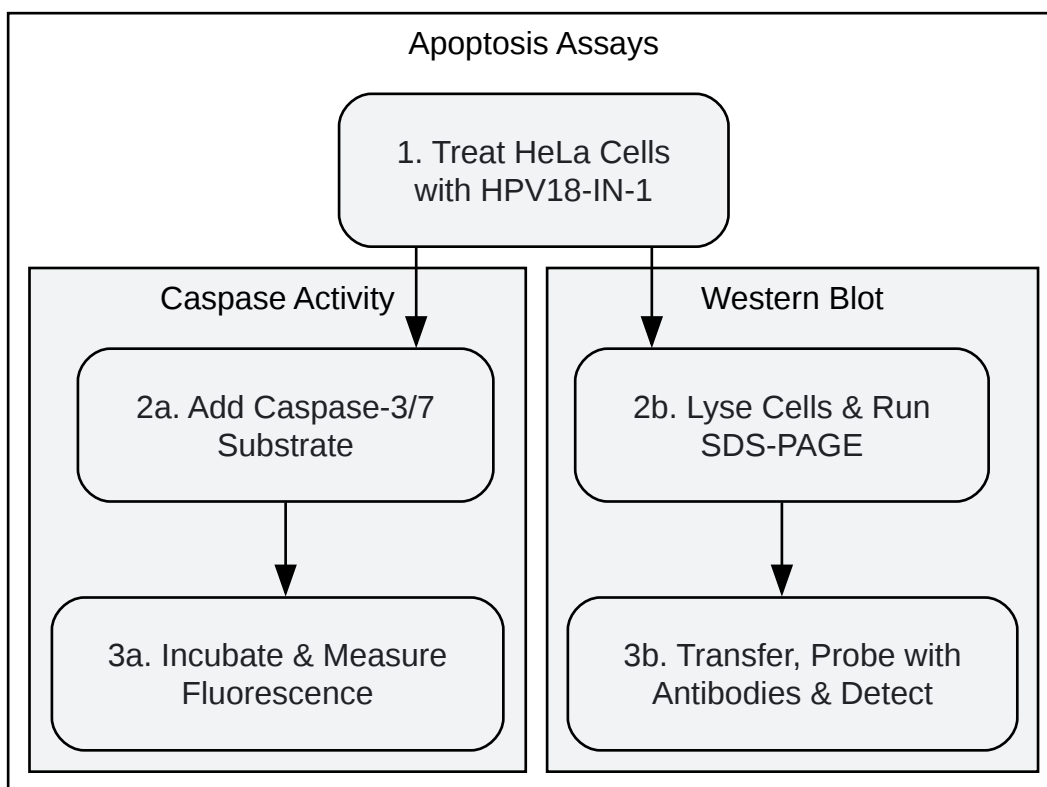 Apoptosis Assays
1. Treat HeLa Cells
with HPV18-IN-1
Caspase Activity
2a. Add Caspase-3/7
Substrate
3a. Incubate & Measure
Fluorescence
Western Blot
2b. Lyse Cells & Run
SDS-PAGE
3b. Transfer, Probe with
Antibodies & Detect